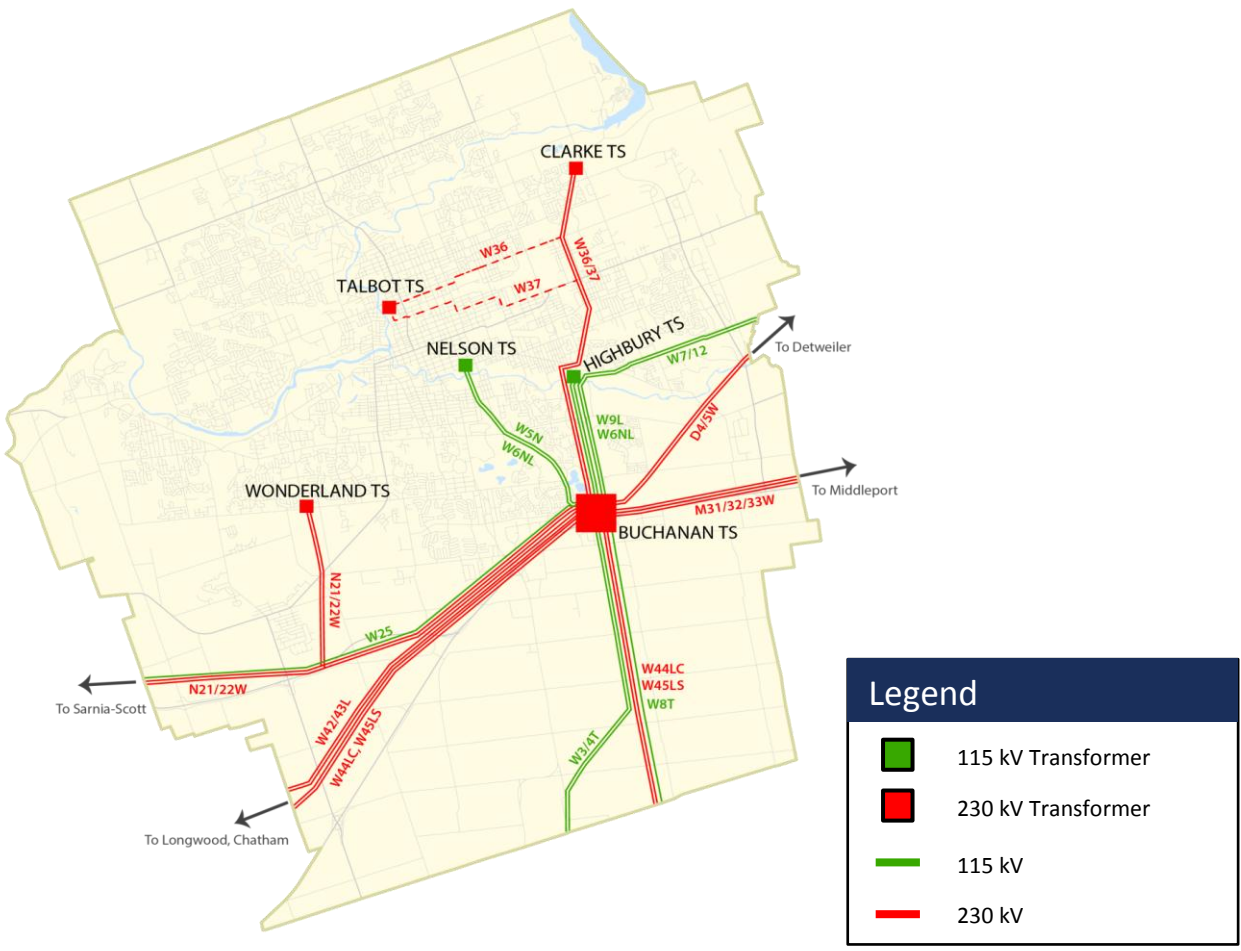 CLARKE TS
W36
W36/37
TALBOT TS
W37
HIGHBURY TS
NELSON TS
To Detweiler
W7/12
W9L
W6NL
W5N
W6NL
D4/5W
To Middleport
WONDERLAND TS
M31/32/33W
BUCHANAN TS
N21/22W
W25
N21/22W
To Sarnia-Scott
W44LC
W45LS
W8T
W42/43L
W44LC, W45LS
W3/4T
To Longwood, Chatham
Legend
115 kV Transformer
230 kV Transformer
115 kV
230 kV